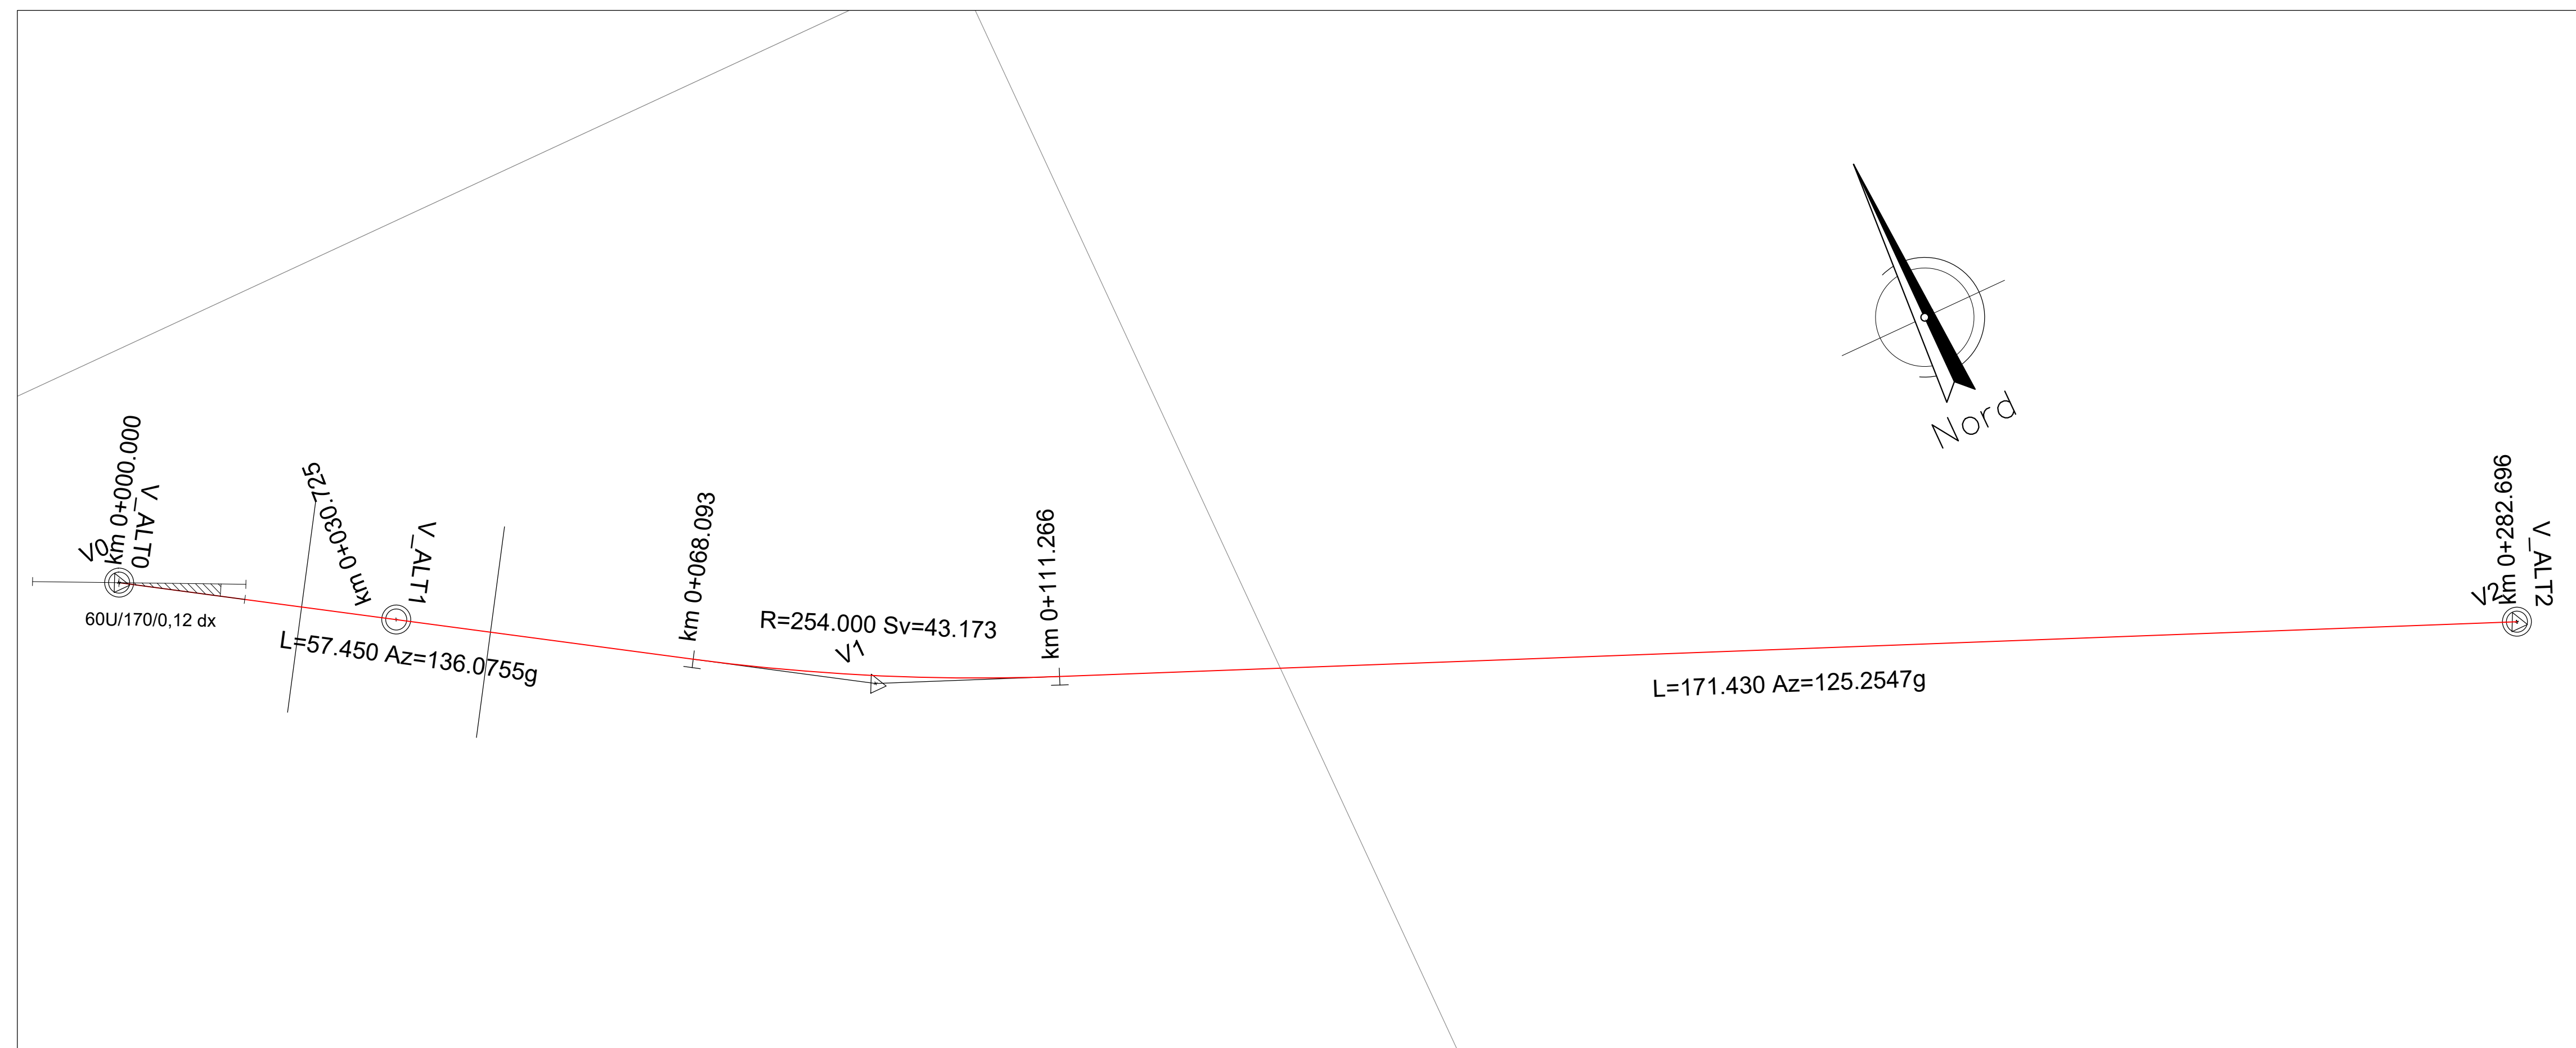 Nord
V0
km 0+000.000
V_ALT0
60U/170/0,12 dx
km 0+030.725
V_ALT1
L=57.450 Az=136.0755g
km 0+068.093
R=254.000 Sv=43.173
V1
km 0+111.266
L=171.430 Az=125.2547g
V2
km 0+282.696
V_ALT2